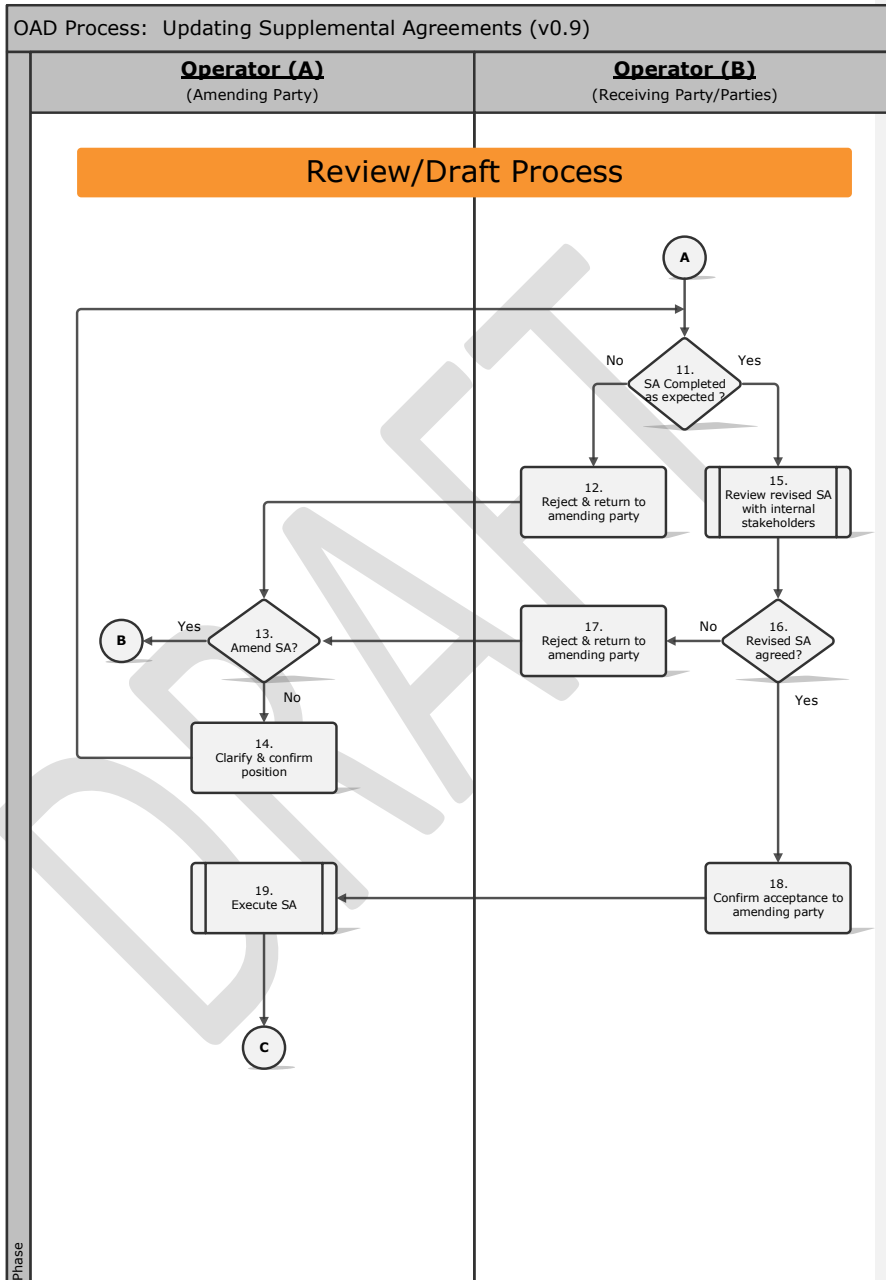 OAD Process: Updating Supplemental Agreements (v0.9)
Operator (A)
(Amending Party)
Operator (B)
(Receiving Party/Parties)
Review/Draft Process
A
No
Yes
11.
SA Completed
as expected ?
12.
Reject & return to
amending party
15.
Review revised SA
with internal
stakeholders
B
Yes
13.
Amend SA?
17.
Reject & return to
amending party
No
16.
Revised SA
agreed?
No
Yes
14.
Clarify & confirm
position
19.
Execute SA
18.
Confirm acceptance to
amending party
C
Phase
DRAFT